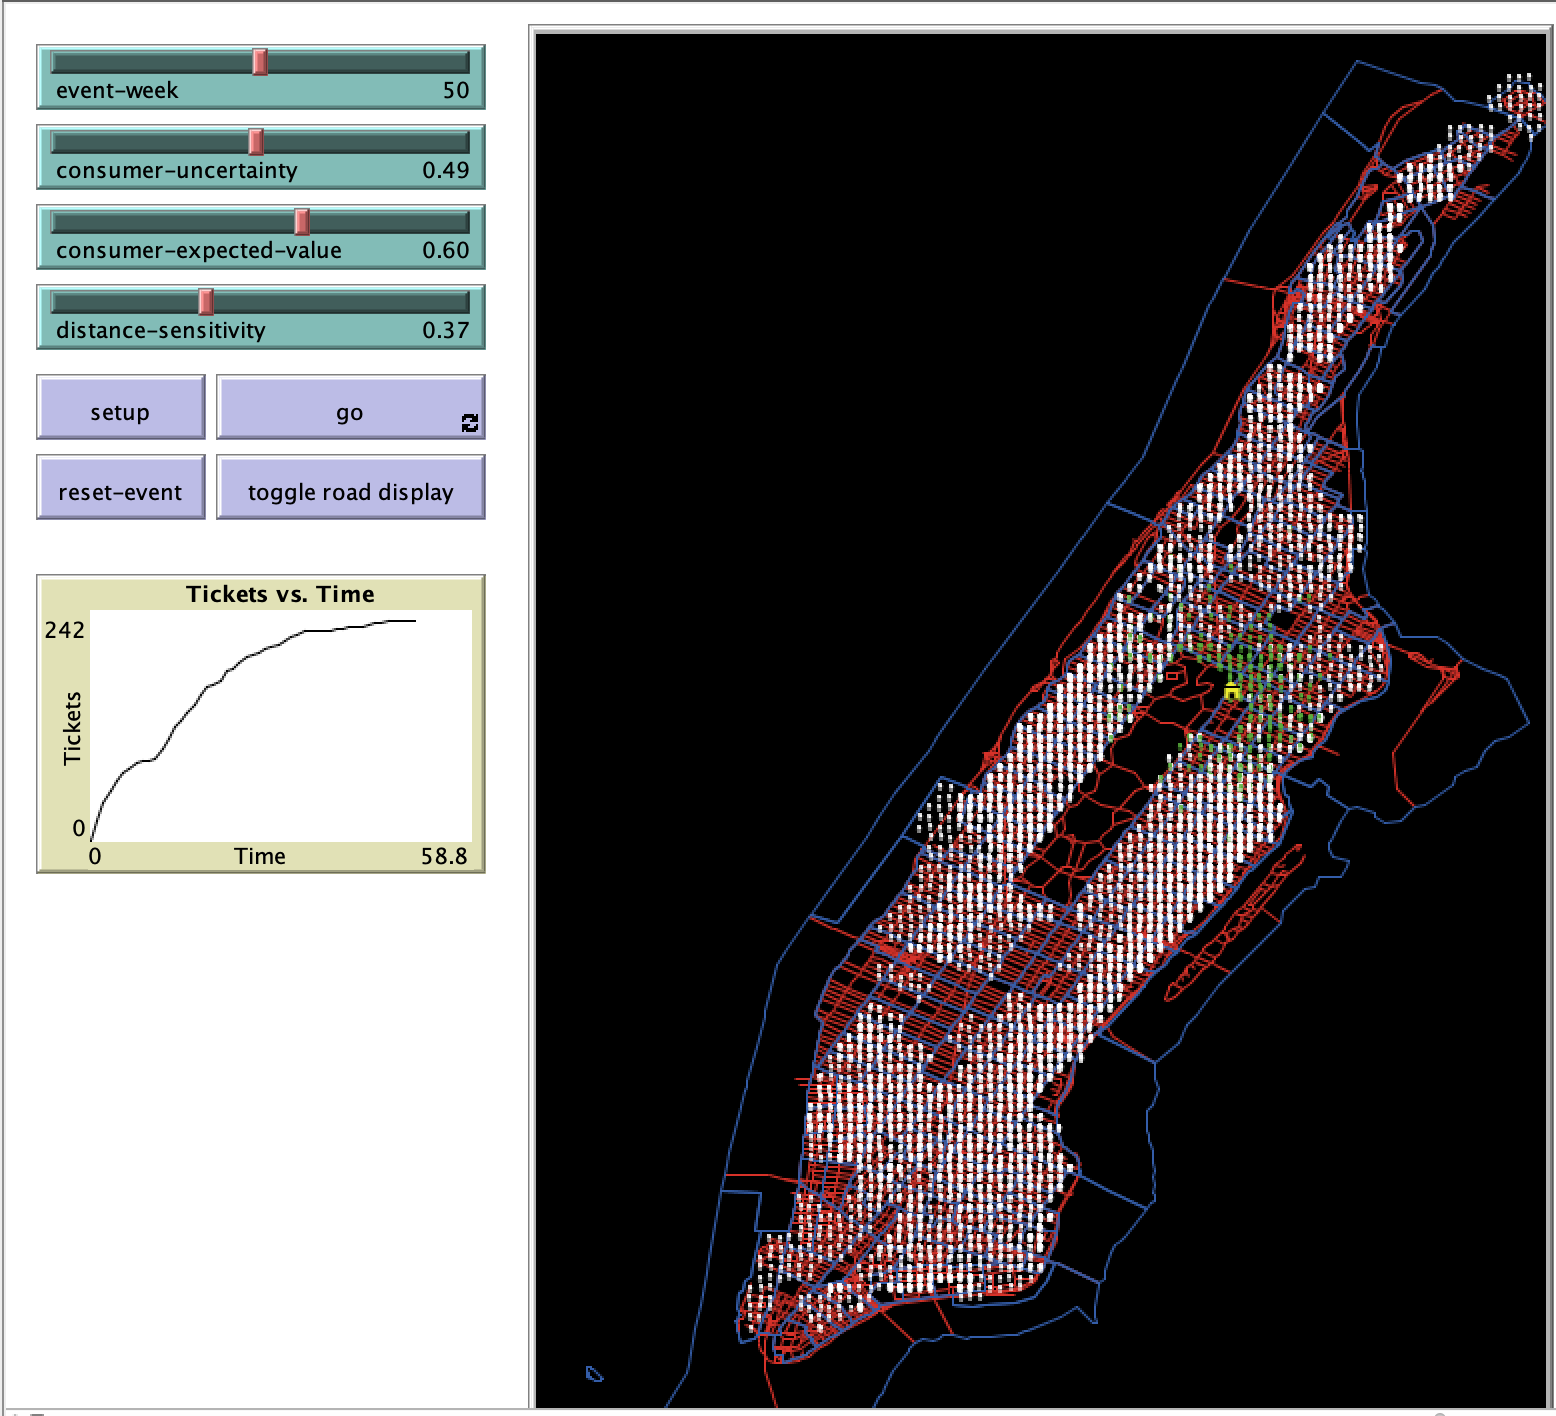 event-week 50
consumer-uncertainty 0.49
consumer-expected-value 0.60
distance-sensitivity 0.37
setup go
reset-event toggle road display
Tickets vs. Time
242
Tickets
0
0 Time 58.8